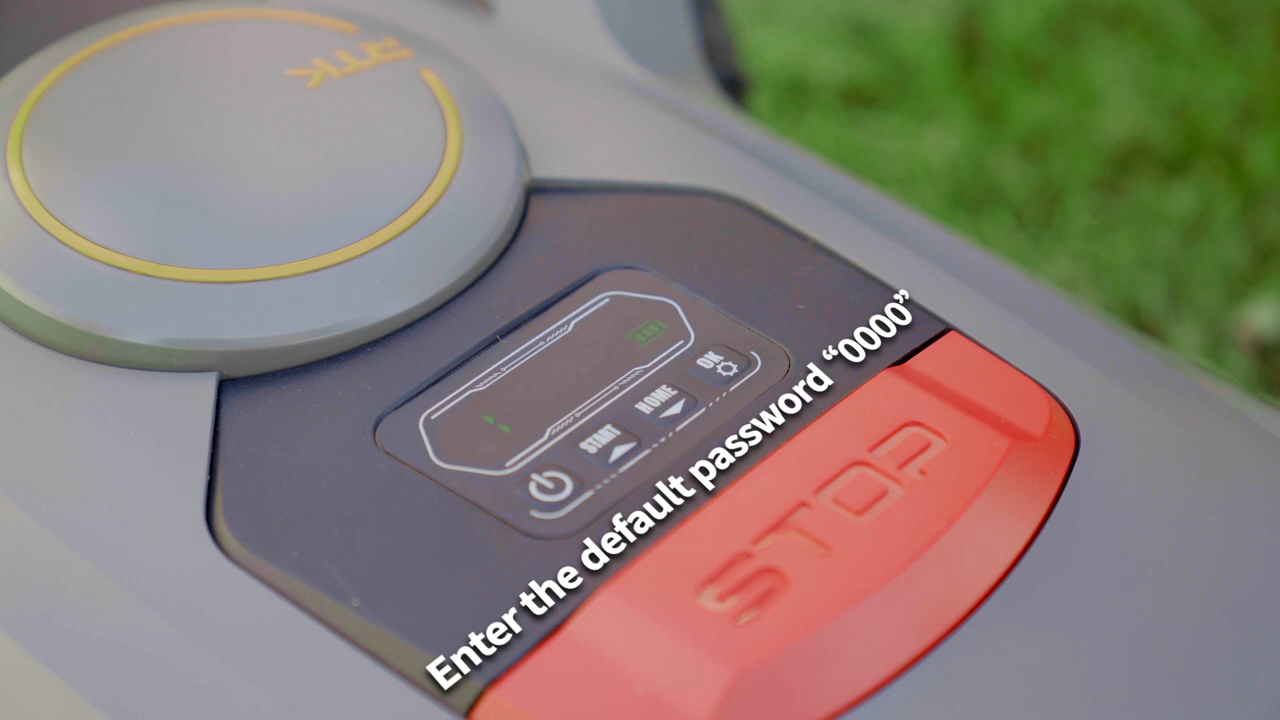 RTK
OK
HOME
START
Enter the default password “0000”
STOP